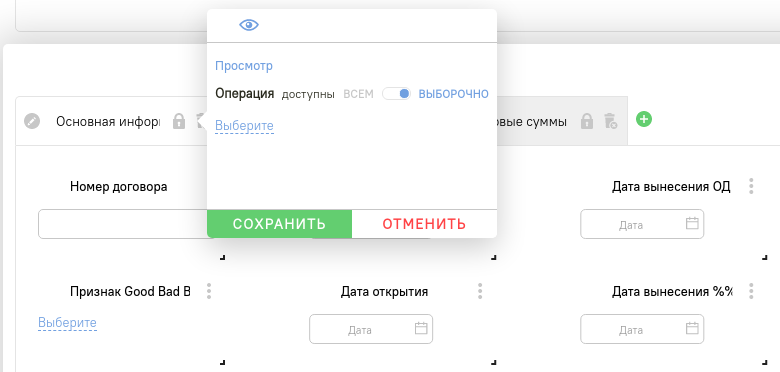 Просмотр
Операция доступны ВСЕМ ВЫБОРОЧНО
Выберите
СОХРАНИТЬ ОТМЕНИТЬ
Основная инфор
овые суммы
Номер договора
Дата вынесения ОД
Дата
Признак Good Bad B
Дата открытия
Дата вынесения %%
Выберите
Дата
Дата